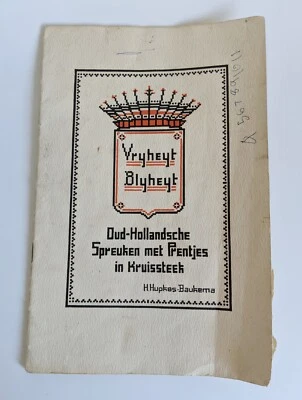 Vryheyt
Blyheyt
Oud-Hollandsche
Spreuken met Prentjes
in Kruissteek
H.Hupkes-Baukema